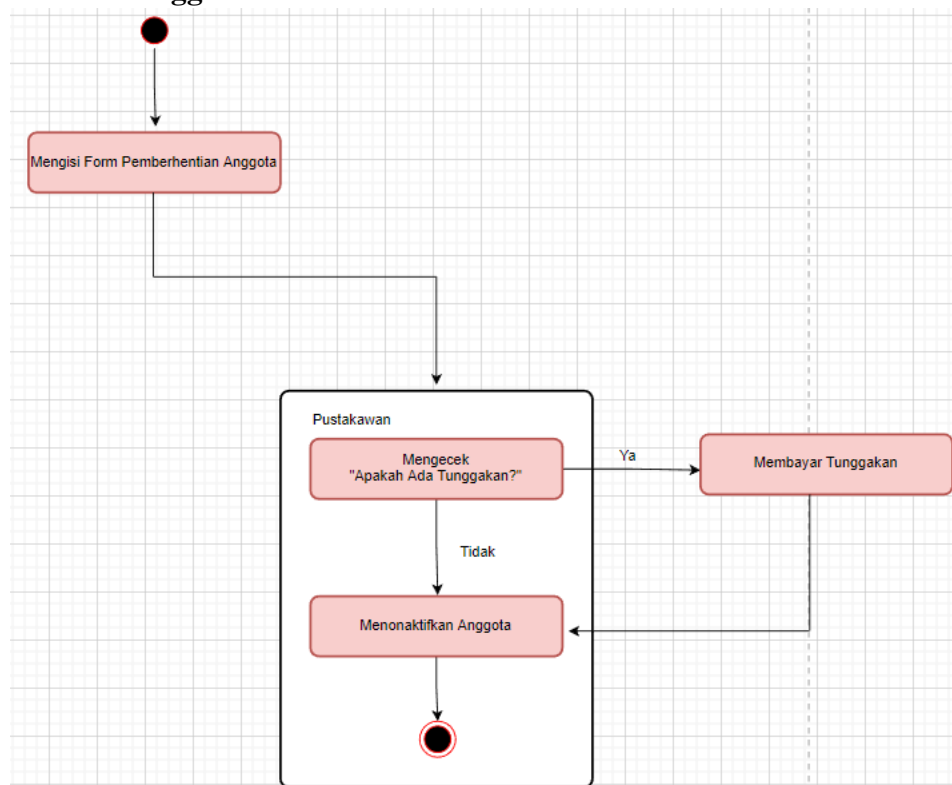 Mengisi Form Pemberhentian Anggota
Pustakawan
Mengecek
"Apakah Ada Tunggakan?"
Ya
Membayar Tunggakan
Tidak
Menonaktifkan Anggota